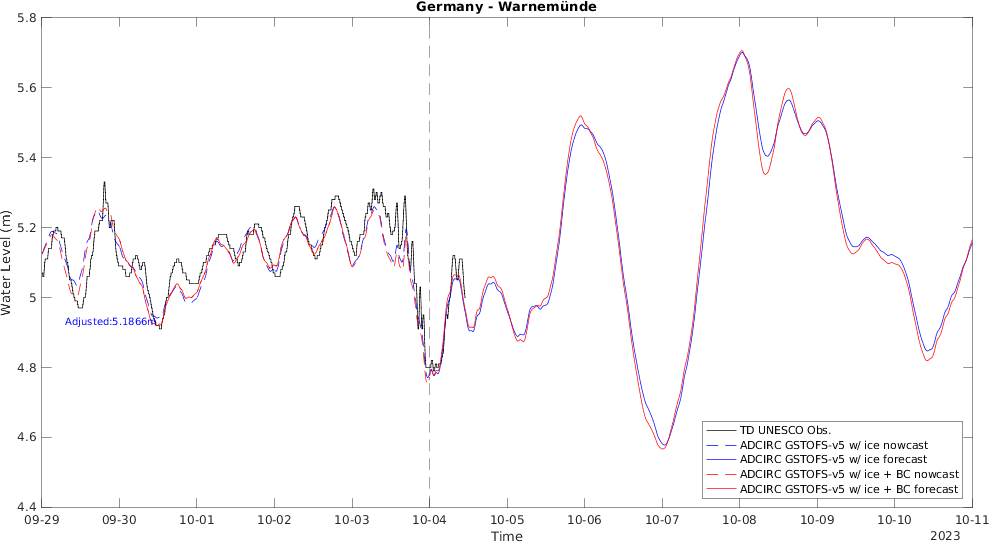 Germany - Warnemünde
5.8
5.6
5.4
5.2
5
4.8
4.6
4.4
Water Level (m)
Adjusted:5.1866m
TD UNESCO Obs.
ADCIRC GSTOFS-v5 w/ ice nowcast
ADCIRC GSTOFS-v5 w/ ice forecast
ADCIRC GSTOFS-v5 w/ ice + BC nowcast
ADCIRC GSTOFS-v5 w/ ice + BC forecast
09-29 09-30 10-01 10-02 10-03 10-04 10-05 10-06 10-07 10-08 10-09 10-10 10-11
Time
2023